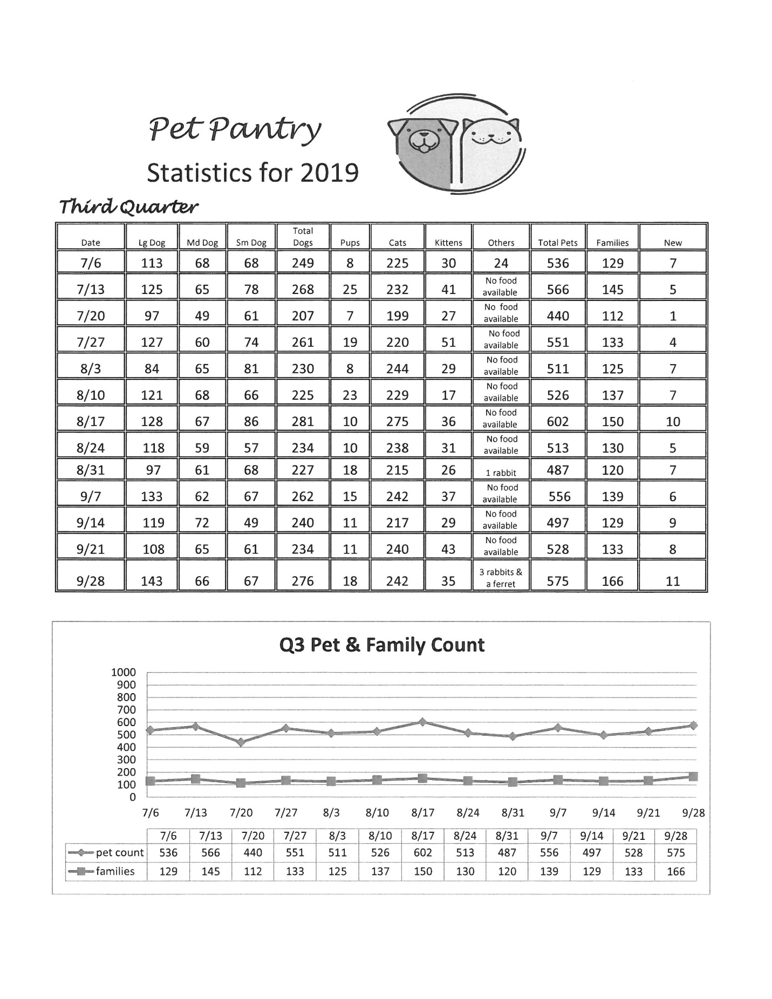 Pet Pantry
Statistics for 2019
Third Quarter
Date Lg Dog Md Dog Sm Dog Total Dogs Pups Cats Kittens Others Total Pets Families New
7/6 113 68 68 249 8 225 30 24 536 129 7
7/13 125 65 78 268 25 232 41 No food available 566 145 5
7/20 97 49 61 207 7 199 27 No food available 440 112 1
7/27 127 60 74 261 19 220 51 No food available 551 133 4
8/3 84 65 81 230 8 244 29 No food available 511 125 7
8/10 121 68 66 225 23 229 17 No food available 526 137 7
8/17 128 67 86 281 10 275 36 No food available 602 150 10
8/24 118 59 57 234 10 238 31 No food available 513 130 5
8/31 97 61 68 227 18 215 26 1 rabbit 487 120 7
9/7 133 62 67 262 15 242 37 No food available 556 139 6
9/14 119 72 49 240 11 217 29 No food available 497 129 9
9/21 108 65 61 234 11 240 43 No food available 528 133 8
9/28 143 66 67 276 18 242 35 3 rabbits & a ferret 575 166 11
Q3 Pet & Family Count
1000
900
800
700
600
500
400
300
200
100
0
7/6 7/13 7/20 7/27 8/3 8/10 8/17 8/24 8/31 9/7 9/14 9/21 9/28
7/6 7/13 7/20 7/27 8/3 8/10 8/17 8/24 8/31 9/7 9/14 9/21 9/28
pet count 536 566 440 551 511 526 602 513 487 556 497 528 575
families 129 145 112 133 125 137 150 130 120 139 129 133 166